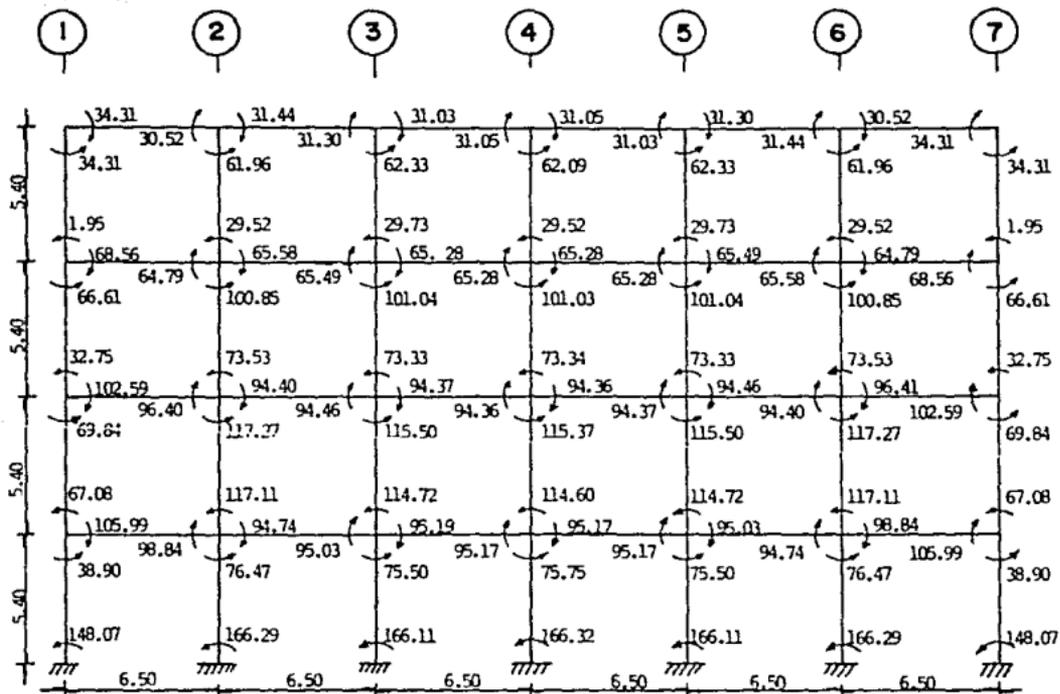 1 2 3 4 5 6 7
34.31 31.44 31.03 31.05 31.30 30.52
30.52 31.30 31.05 31.03 31.44 34.31
34.31 61.96 62.33 62.09 62.33 61.96 34.31
5.40
1.95 29.52 29.73 29.52 29.73 29.52 1.95
68.56 65.58 65.28 65.28 65.49 64.79
64.79 65.49 65.28 65.28 65.58 68.56
66.61 100.85 101.04 101.03 101.04 100.85 66.61
5.40
32.75 73.53 73.33 73.34 73.33 73.53 32.75
102.59 94.40 94.37 94.36 94.46 96.41
96.40 94.46 94.36 94.37 94.40 102.59
69.84 117.27 115.50 115.37 115.50 117.27 69.84
5.40
67.08 117.11 114.72 114.60 114.72 117.11 67.08
105.99 94.74 95.19 95.17 95.03 98.84
98.84 95.03 95.17 95.17 94.74 105.99
38.90 76.47 75.50 75.75 75.50 76.47 38.90
5.40
148.07 166.29 166.11 166.32 166.11 166.29 148.07
6.50 6.50 6.50 6.50 6.50 6.50